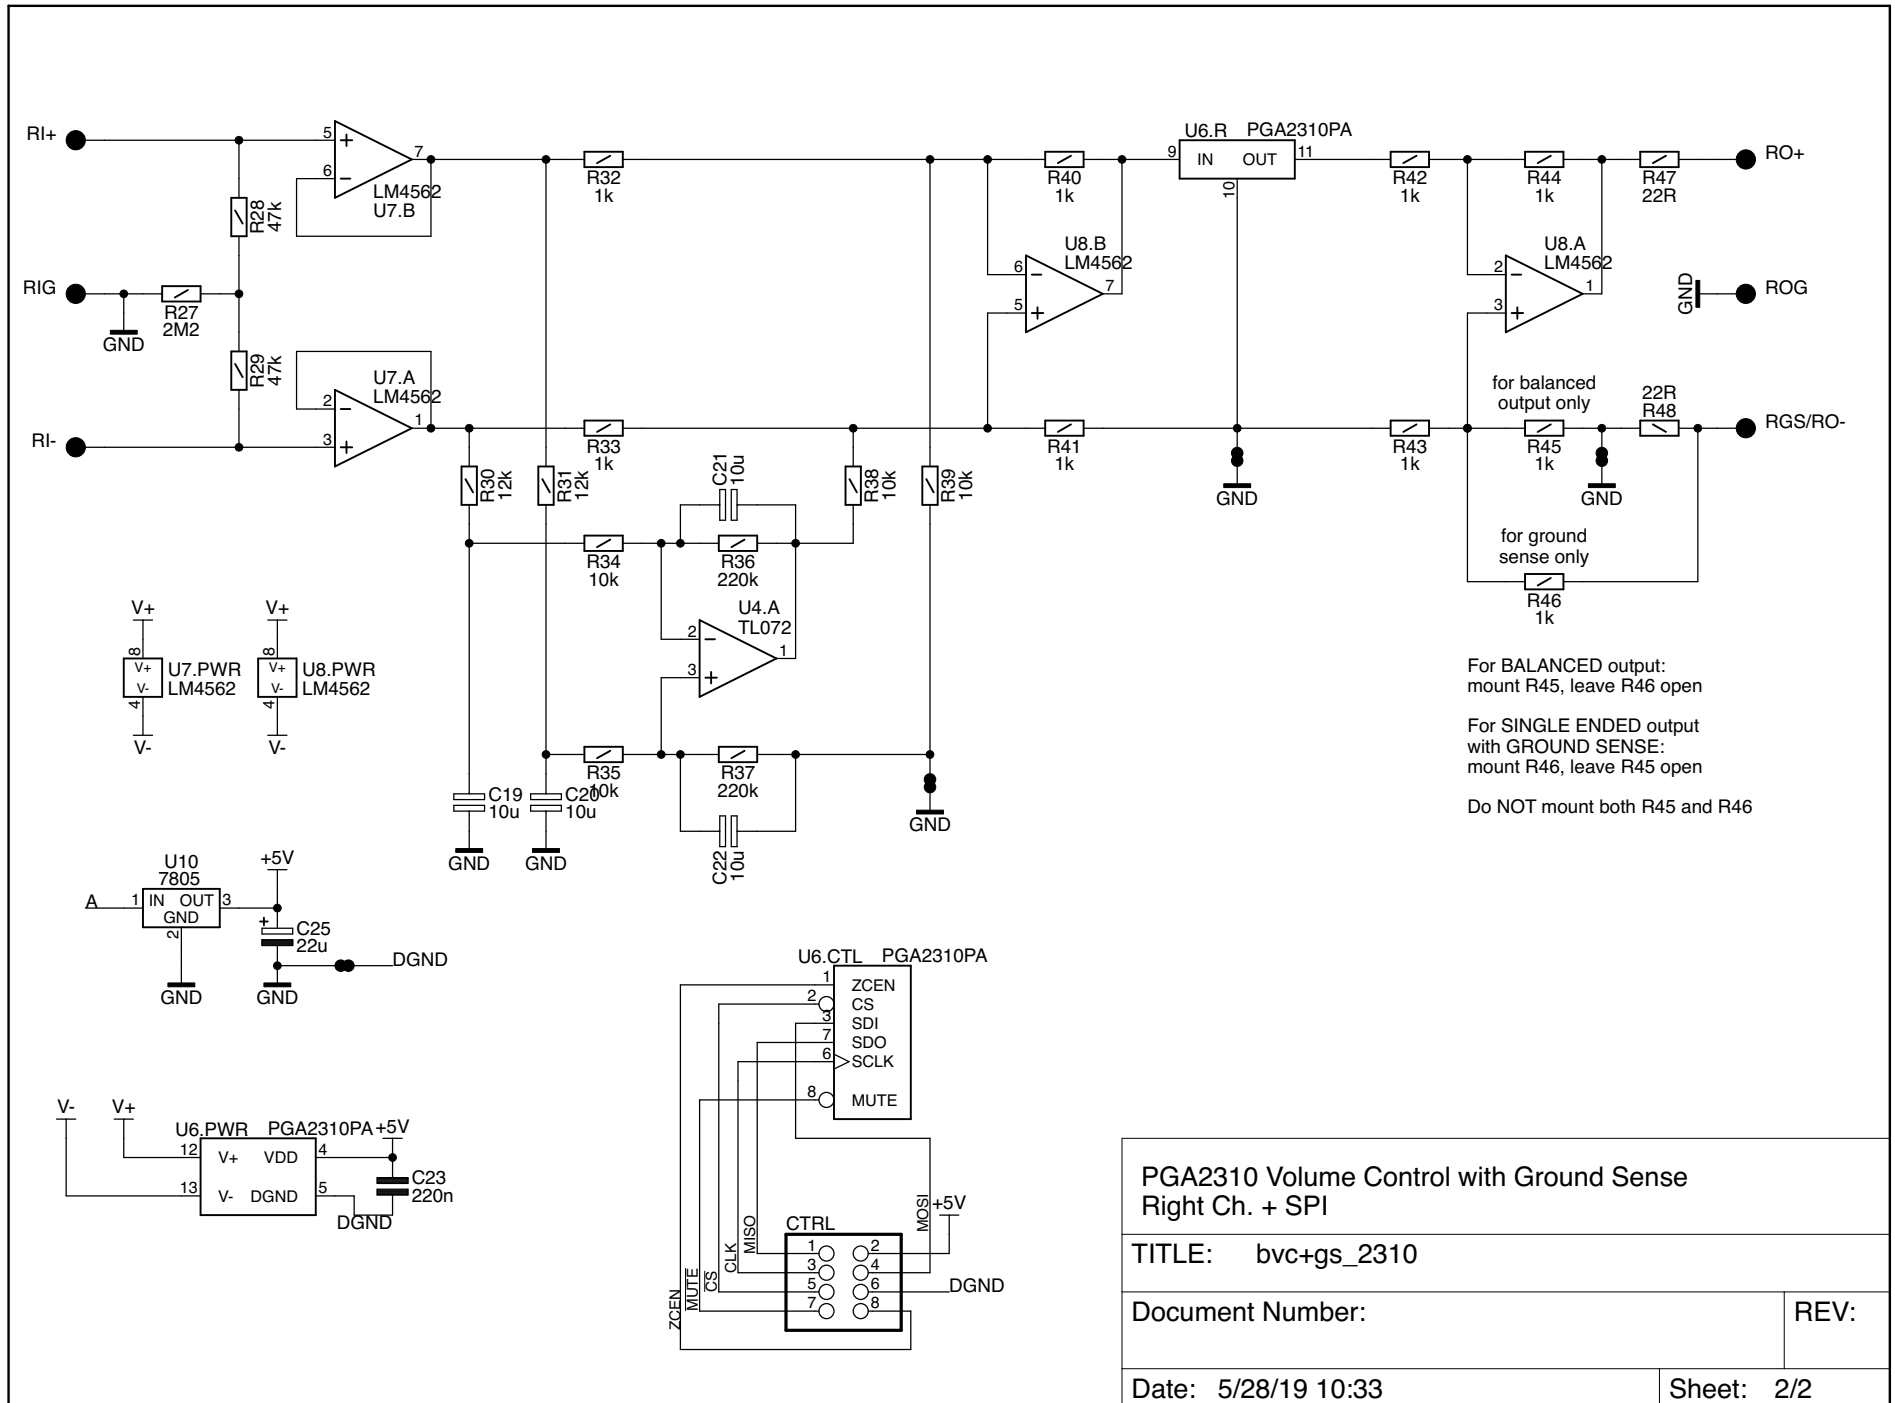 RI+
5
6
7
LM4562
U7.B
R28
47k
RIG
R27
2M2
GND
R29
47k
U7.A
LM4562
2
3
1
RI-
R32
1k
R33
1k
R30
12k
R31
12k
C21
10u
R38
10k
R39
10k
R34
10k
R36
220k
U4.A
TL072
2
3
1
R35
10k
R37
220k
C19
10u
C20
10u
C22
10u
GND
GND
GND
R40
1k
U8.B
LM4562
6
5
7
R41
1k
U6.R PGA2310PA
9 IN OUT 11
10
GND
R42
1k
R44
1k
R47
22R
RO+
U8.A
LM4562
2
3
1
GND
ROG
for balanced
output only
22R
R48
RGS/RO-
R43
1k
R45
1k
GND
for ground
sense only
R46
1k
For BALANCED output:
mount R45, leave R46 open
For SINGLE ENDED output
with GROUND SENSE:
mount R46, leave R45 open
Do NOT mount both R45 and R46
V+
8
V+
V-
4
V-
U7.PWR
LM4562
V+
8
V+
V-
4
V-
U8.PWR
LM4562
U10
7805
+5V
A
1 IN OUT 3
GND
2
+
C25
22u
DGND
GND
GND
V-
V+
U6.PWR PGA2310PA
+5V
12 V+ VDD 4
13 V- DGND 5
C23
220n
DGND
U6.CTL PGA2310PA
1 ZCEN
2 CS
3 SDI
7 SDO
6 SCLK
8 MUTE
ZCEN
MUTE
CS
CLK
MISO
MOSI
+5V
CTRL
1 2
3 4
5 6
7 8
DGND
PGA2310 Volume Control with Ground Sense
Right Ch. + SPI
TITLE: bvc+gs_2310
Document Number:
REV:
Date: 5/28/19 10:33
Sheet: 2/2